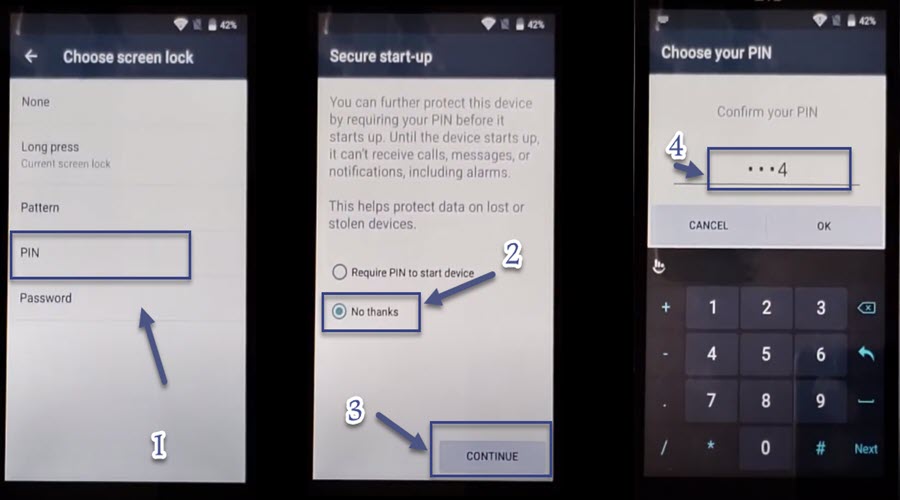 42%
Choose screen lock
None
Long press
Current screen lock
Pattern
PIN
Password
1
42%
Secure start-up
You can further protect this device
by requiring your PIN before it
starts up. Until the device starts up,
it can't receive calls, messages, or
notifications, including alarms.
This helps protect data on lost or
stolen devices.
2
Require PIN to start device
No thanks
3
CONTINUE
42%
Choose your PIN
Confirm your PIN
4
•••4
CANCEL OK
+ 1 2 3
- 4 5 6
. 7 8 9
/ * 0 # Next